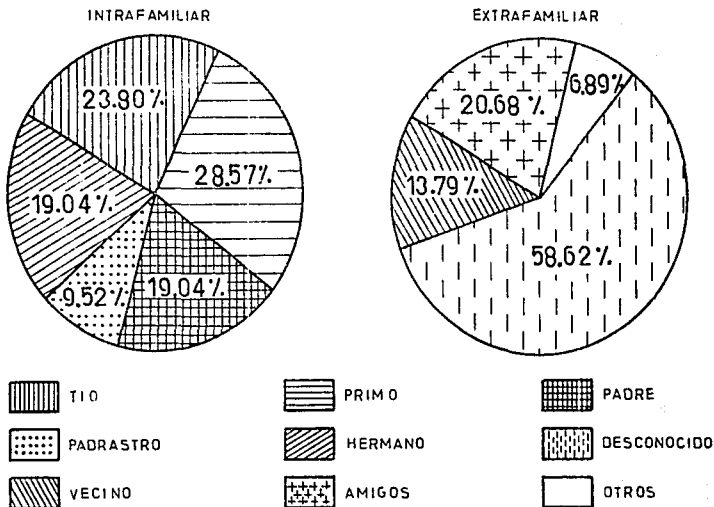 INTRAFAMILIAR EXTRAFAMILIAR
23.80% 20.68% 6.89%
28.57% 13.79%
19.04% 58.62%
9.52% 19.04%
TIO PRIMO PADRE
PADRASTRO HERMANO DESCONOCIDO
VECINO AMIGOS OTROS